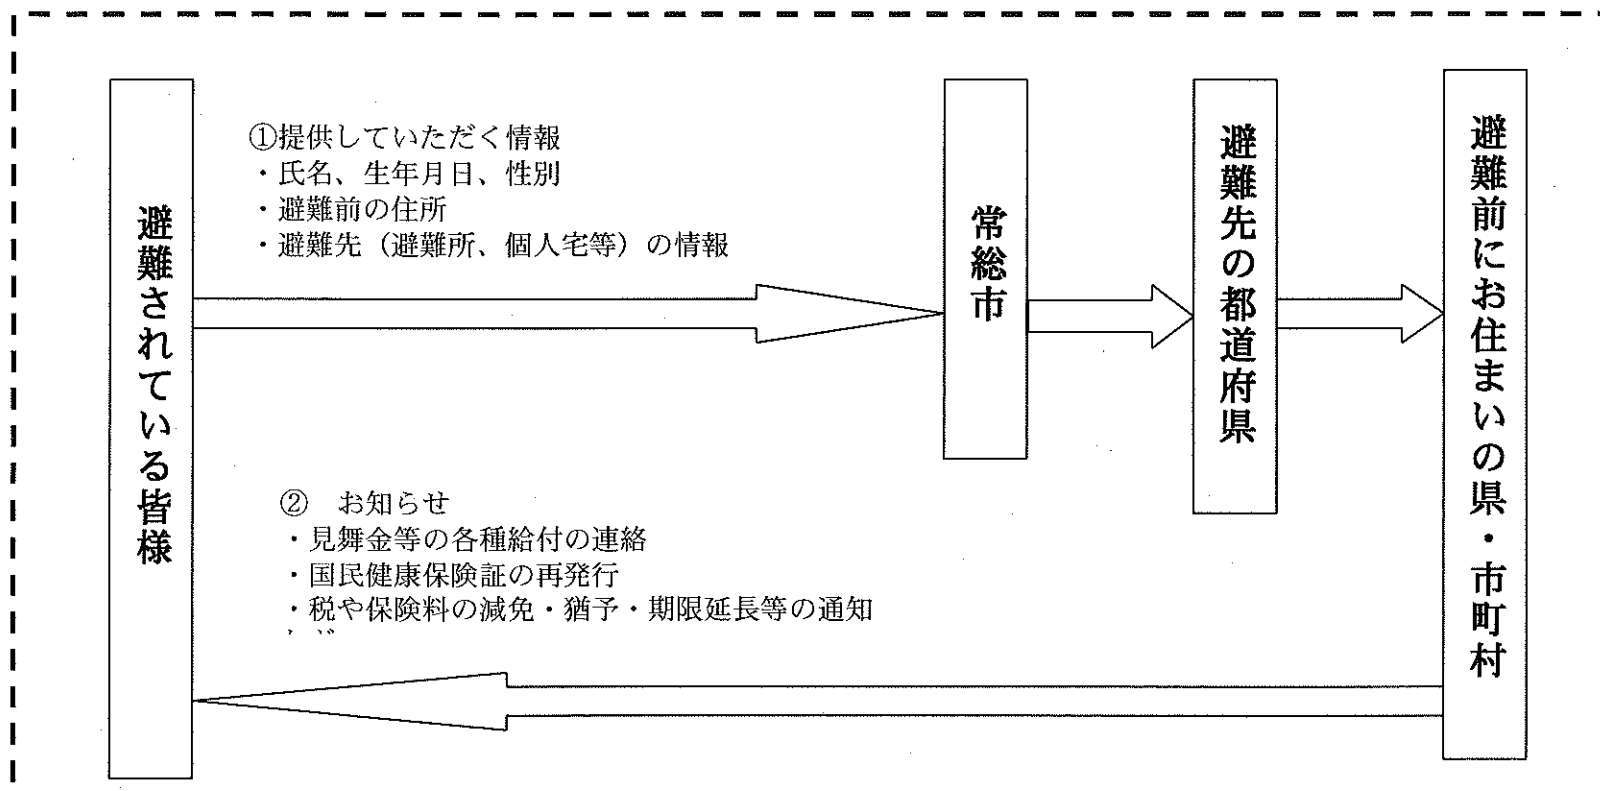 避難されている皆様
①提供していただく情報
・氏名、生年月日、性別
・避難前の住所
・避難先（避難所、個人宅等）の情報
常総市
避難先の都道府県
避難前にお住まいの県・市町村
②　お知らせ
・見舞金等の各種給付の連絡
・国民健康保険証の再発行
・税や保険料の減免・猶予・期限延長等の通知